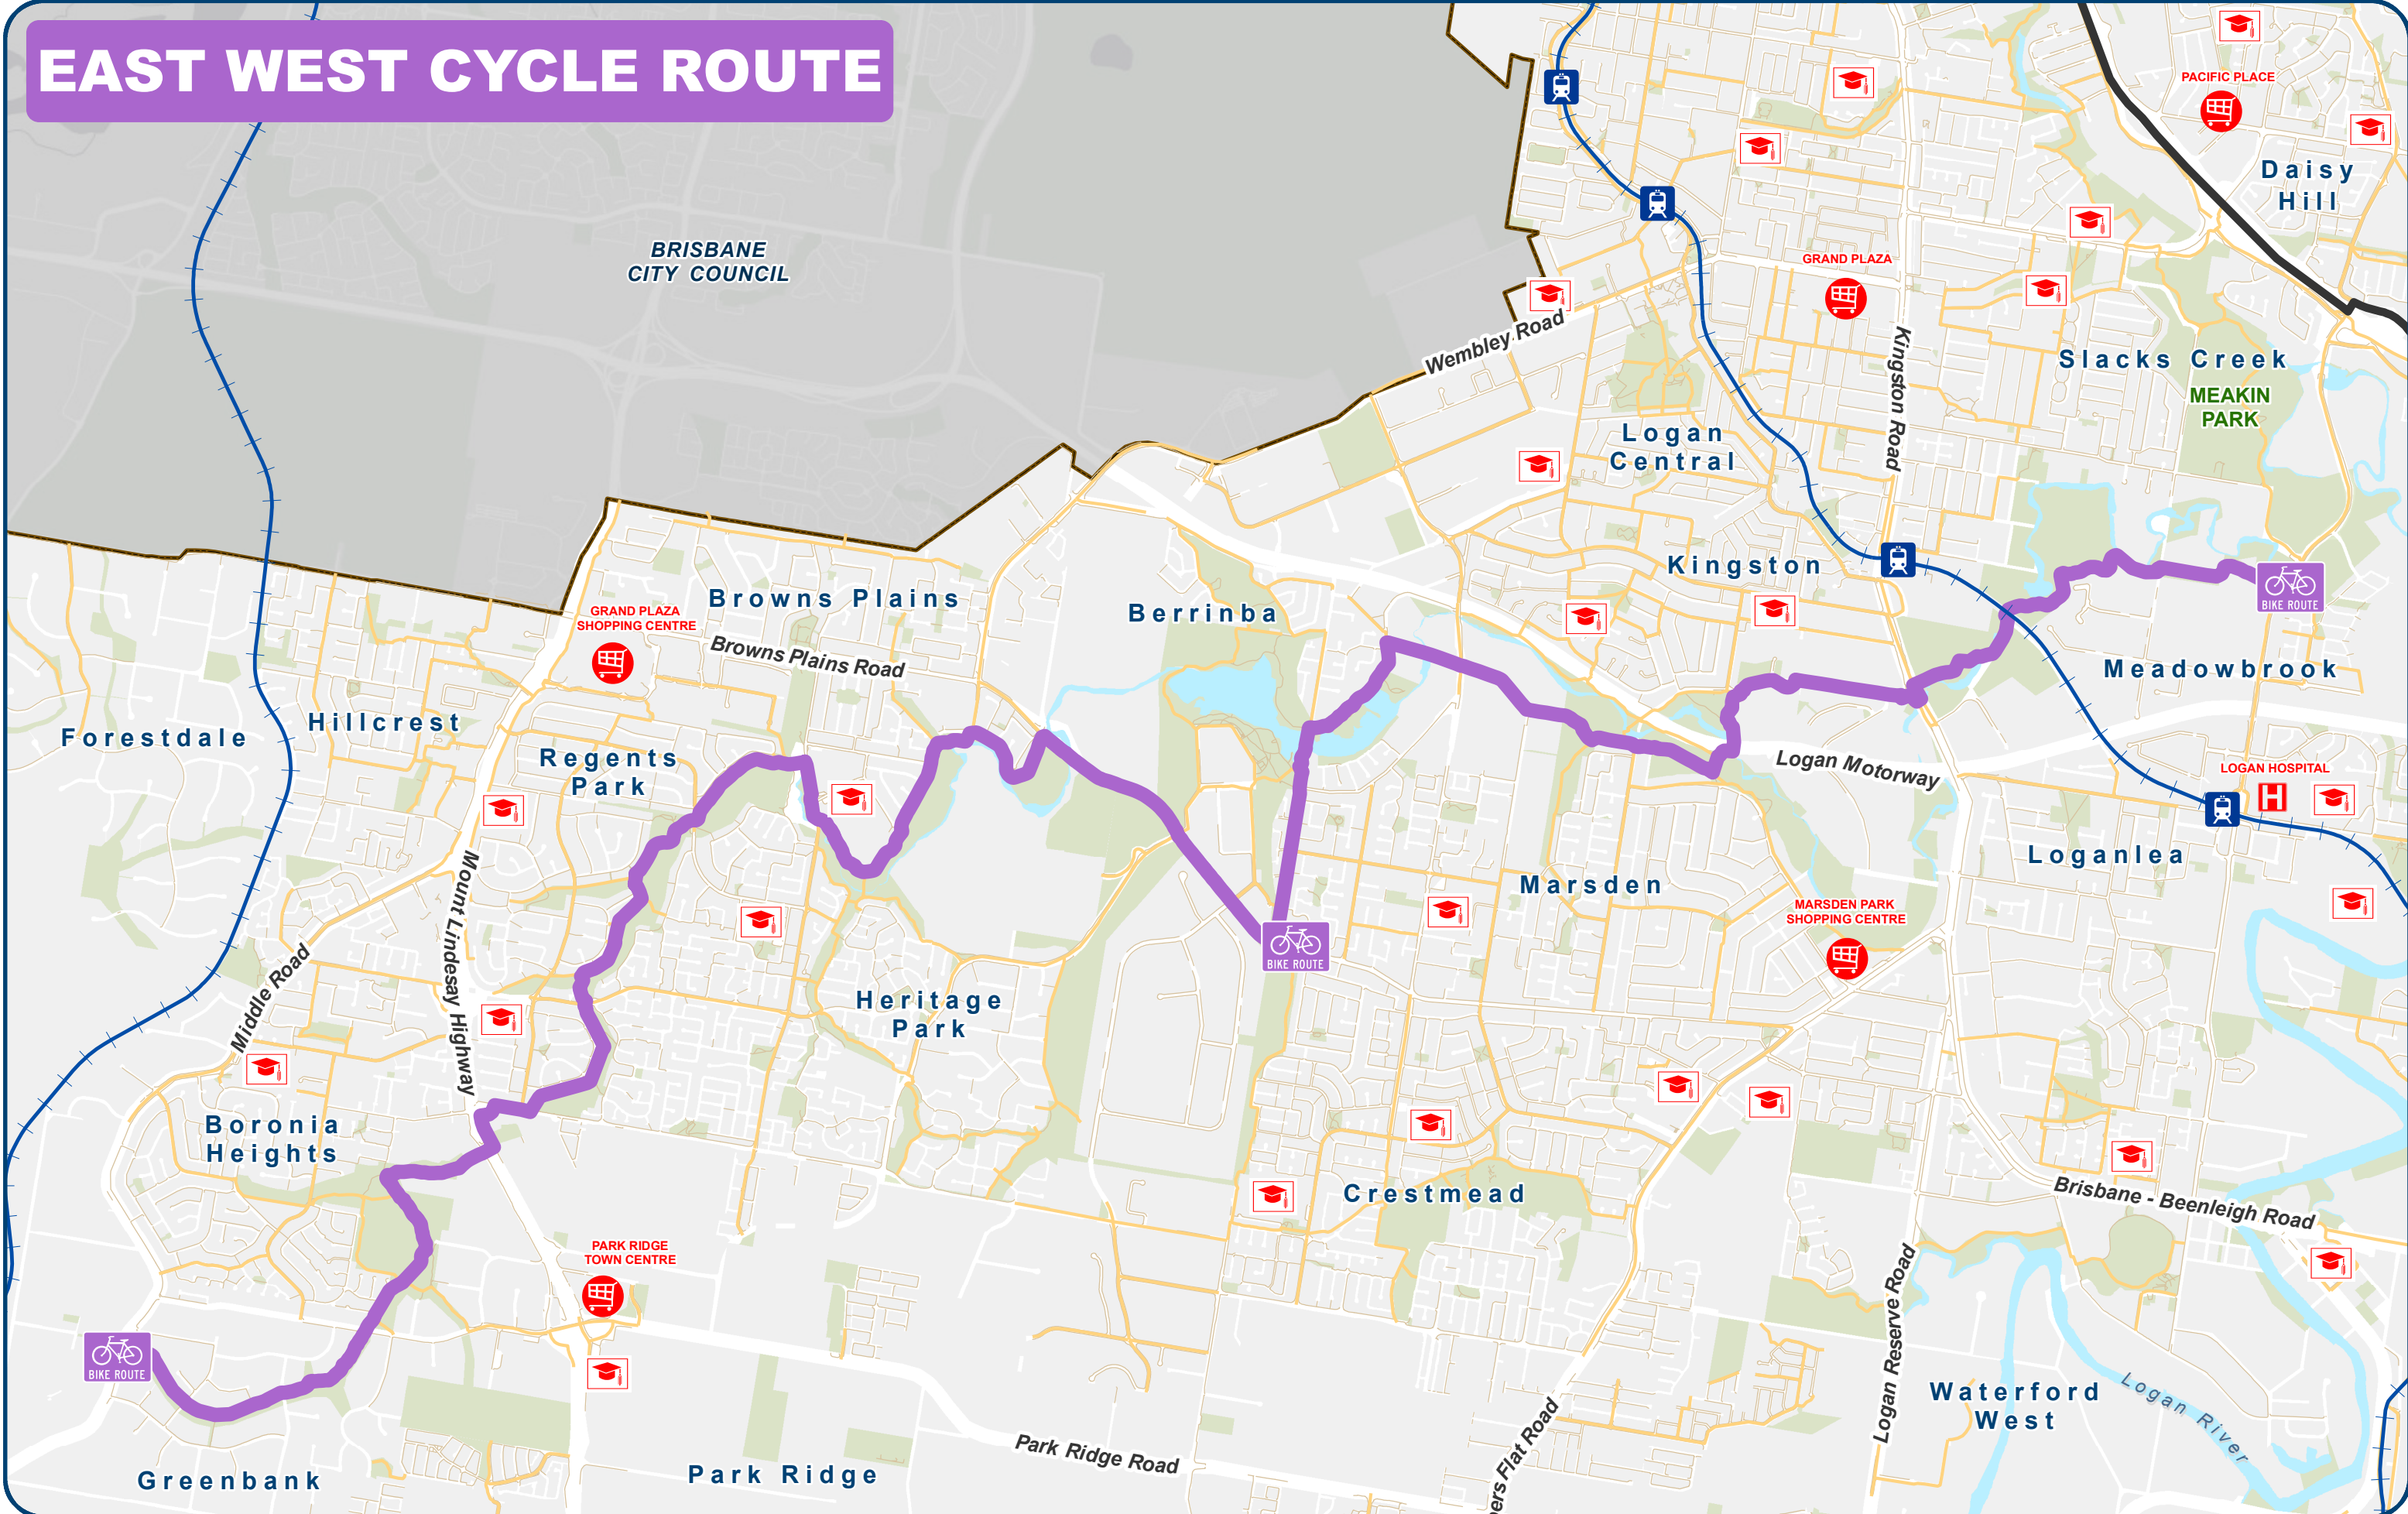 EAST WEST CYCLE ROUTE
PACIFIC PLACE
Daisy
Hill
BRISBANE
CITY COUNCIL
GRAND PLAZA
Wembley Road
Kingston Road
Slacks Creek
MEAKIN
PARK
Logan
Central
Kingston
BIKE ROUTE
GRAND PLAZA
SHOPPING CENTRE
Browns Plains
Berrinba
Browns Plains Road
Meadowbrook
Forestdale
Hillcrest
Regents
Park
Logan Motorway
LOGAN HOSPITAL
H
Loganlea
Mount Lindesay Highway
Marsden
MARSDEN PARK
SHOPPING CENTRE
BIKE ROUTE
Middle Road
Heritage
Park
Boronia
Heights
Crestmead
Brisbane - Beenleigh Road
PARK RIDGE
TOWN CENTRE
Logan Reserve Road
BIKE ROUTE
Waterford
West
Logan River
Park Ridge Road
Flat Road
Greenbank
Park Ridge